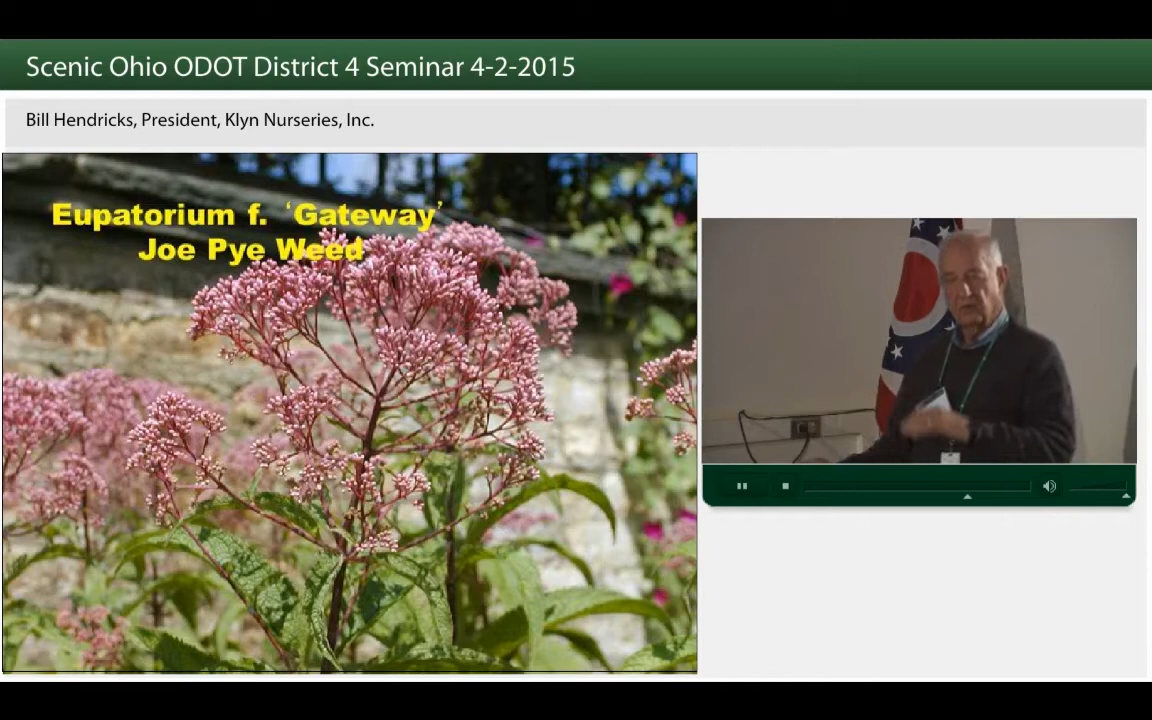 Scenic Ohio ODOT District 4 Seminar 4-2-2015
Bill Hendricks, President, Klyn Nurseries, Inc.
Eupatorium f. ‘Gateway’
Joe Pye Weed